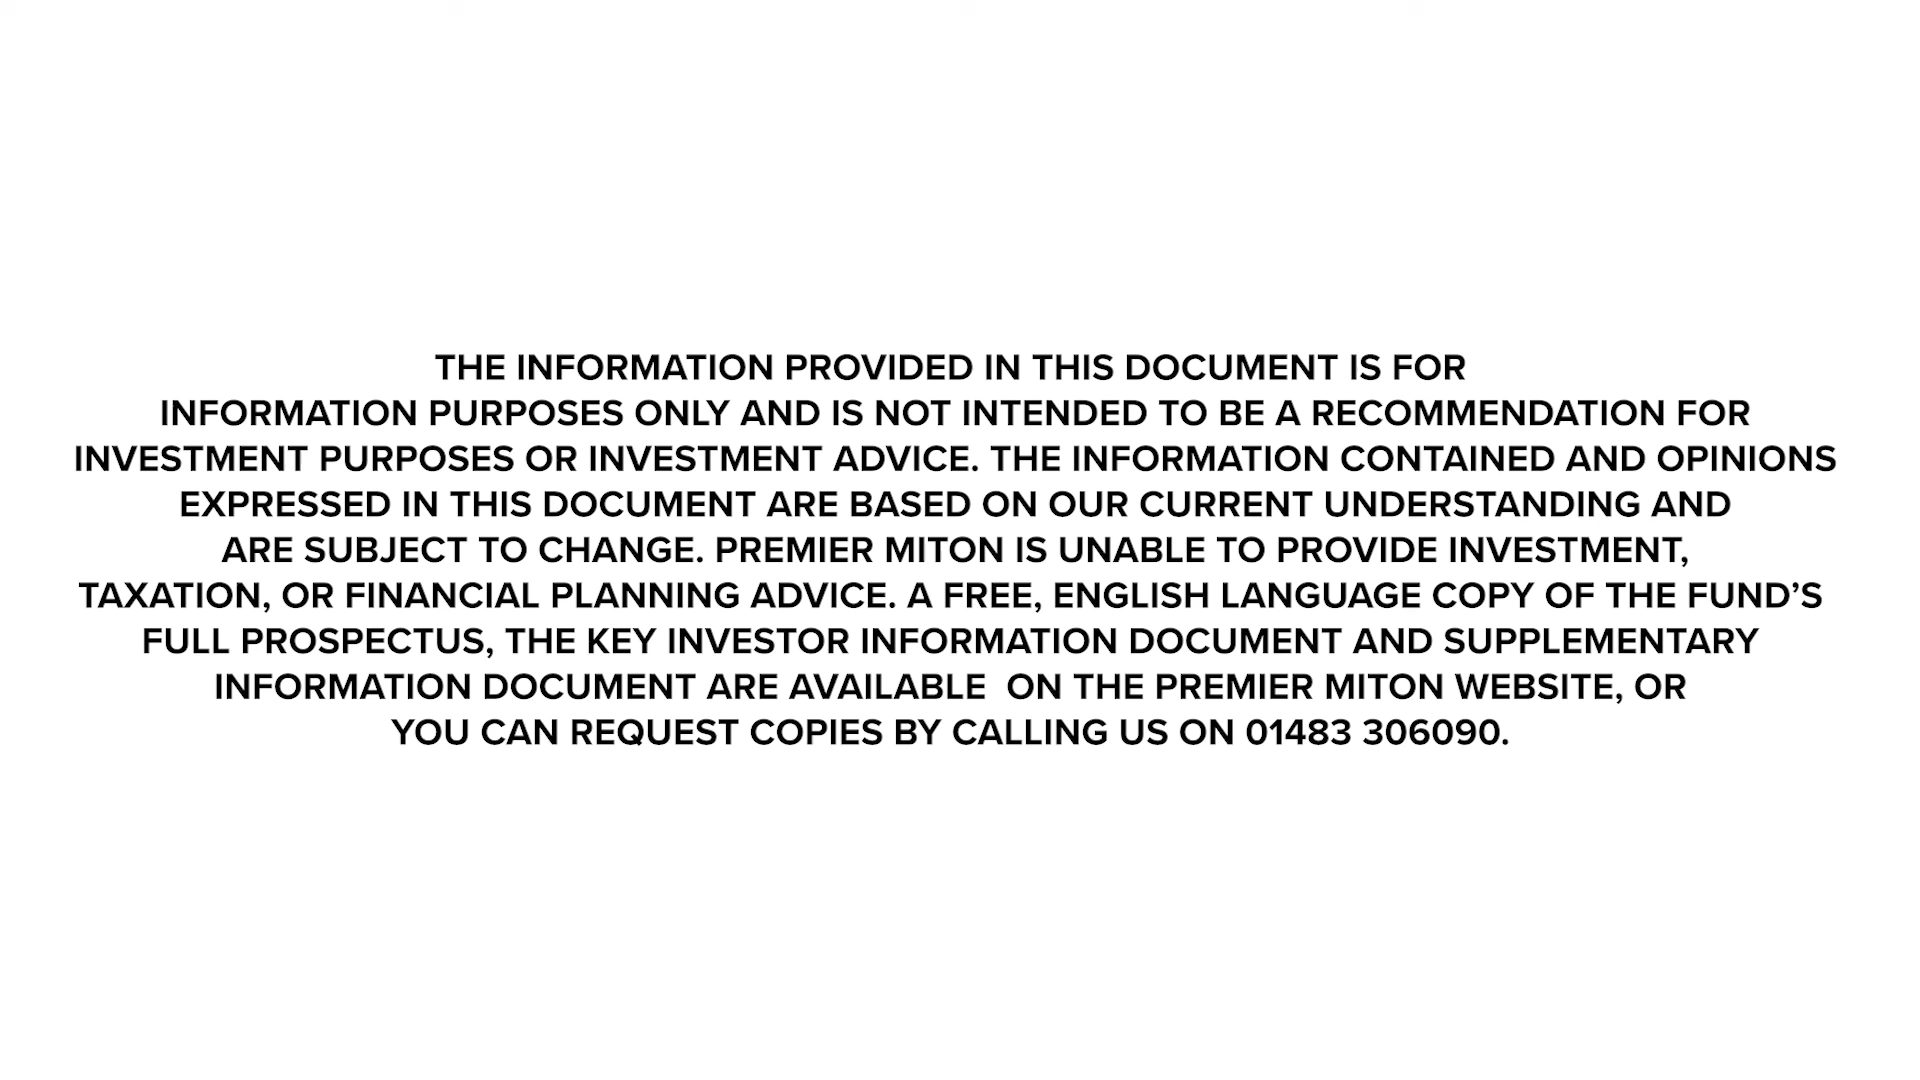 THE INFORMATION PROVIDED IN THIS DOCUMENT IS FOR
INFORMATION PURPOSES ONLY AND IS NOT INTENDED TO BE A RECOMMENDATION FOR
INVESTMENT PURPOSES OR INVESTMENT ADVICE. THE INFORMATION CONTAINED AND OPINIONS
EXPRESSED IN THIS DOCUMENT ARE BASED ON OUR CURRENT UNDERSTANDING AND
ARE SUBJECT TO CHANGE. PREMIER MITON IS UNABLE TO PROVIDE INVESTMENT,
TAXATION, OR FINANCIAL PLANNING ADVICE. A FREE, ENGLISH LANGUAGE COPY OF THE FUND’S
FULL PROSPECTUS, THE KEY INVESTOR INFORMATION DOCUMENT AND SUPPLEMENTARY
INFORMATION DOCUMENT ARE AVAILABLE  ON THE PREMIER MITON WEBSITE, OR
YOU CAN REQUEST COPIES BY CALLING US ON 01483 306090.